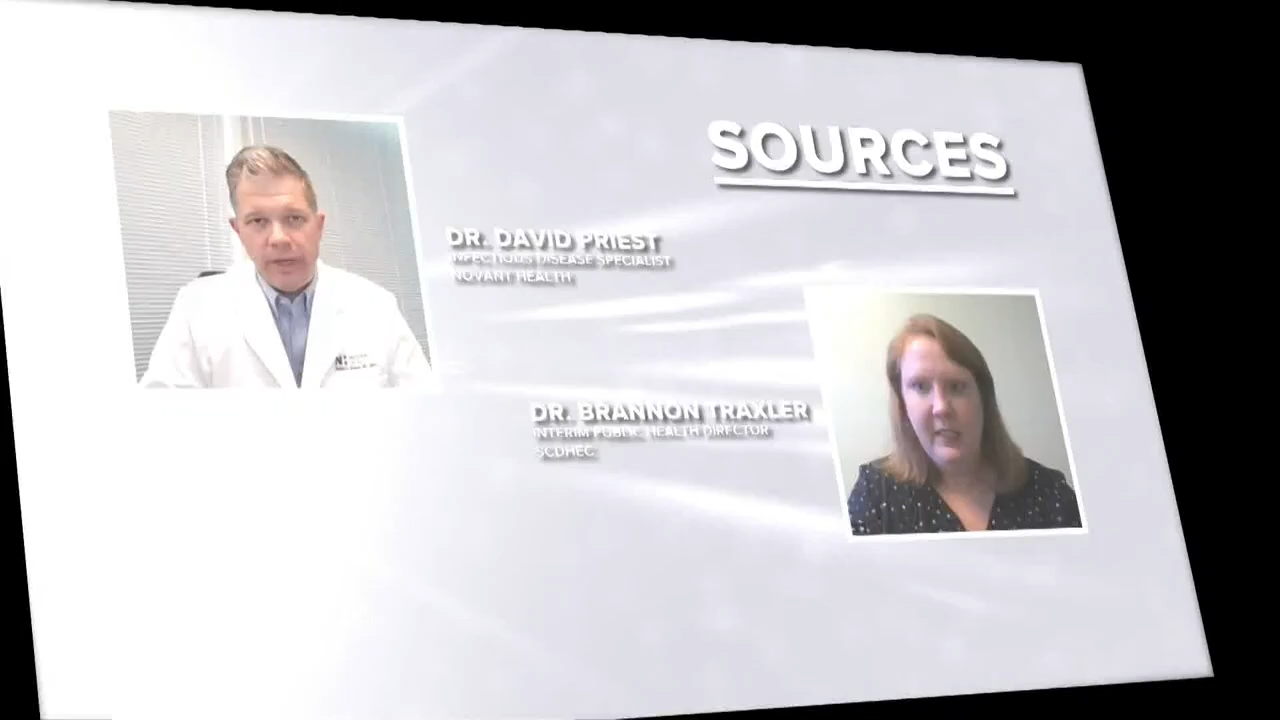 SOURCES
DR. DAVID PRIEST
INFECTIOUS DISEASE SPECIALIST
NOVANT HEALTH
DR. BRANNON TRAXLER
INTERIM PUBLIC HEALTH DIRECTOR
SCDHEC